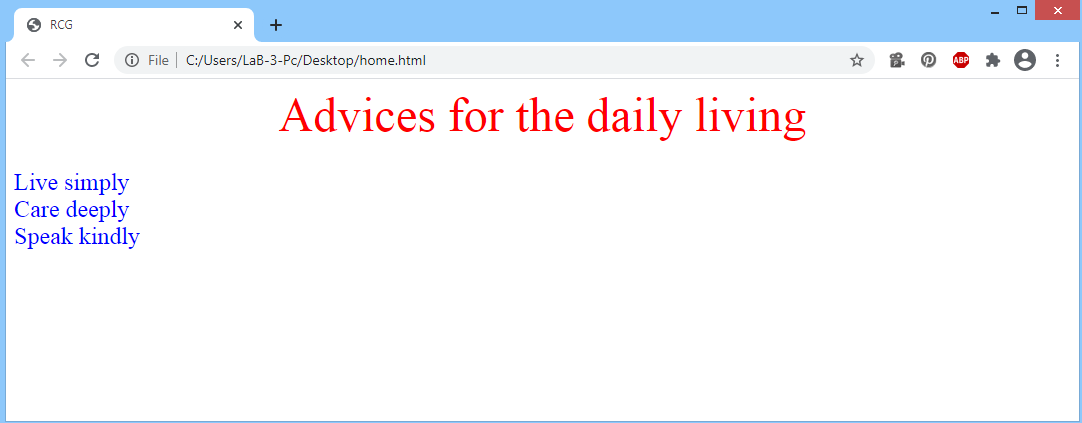 RCG
File C:/Users/LaB-3-Pc/Desktop/home.html
ABP
Advices for the daily living
Live simply
Care deeply
Speak kindly